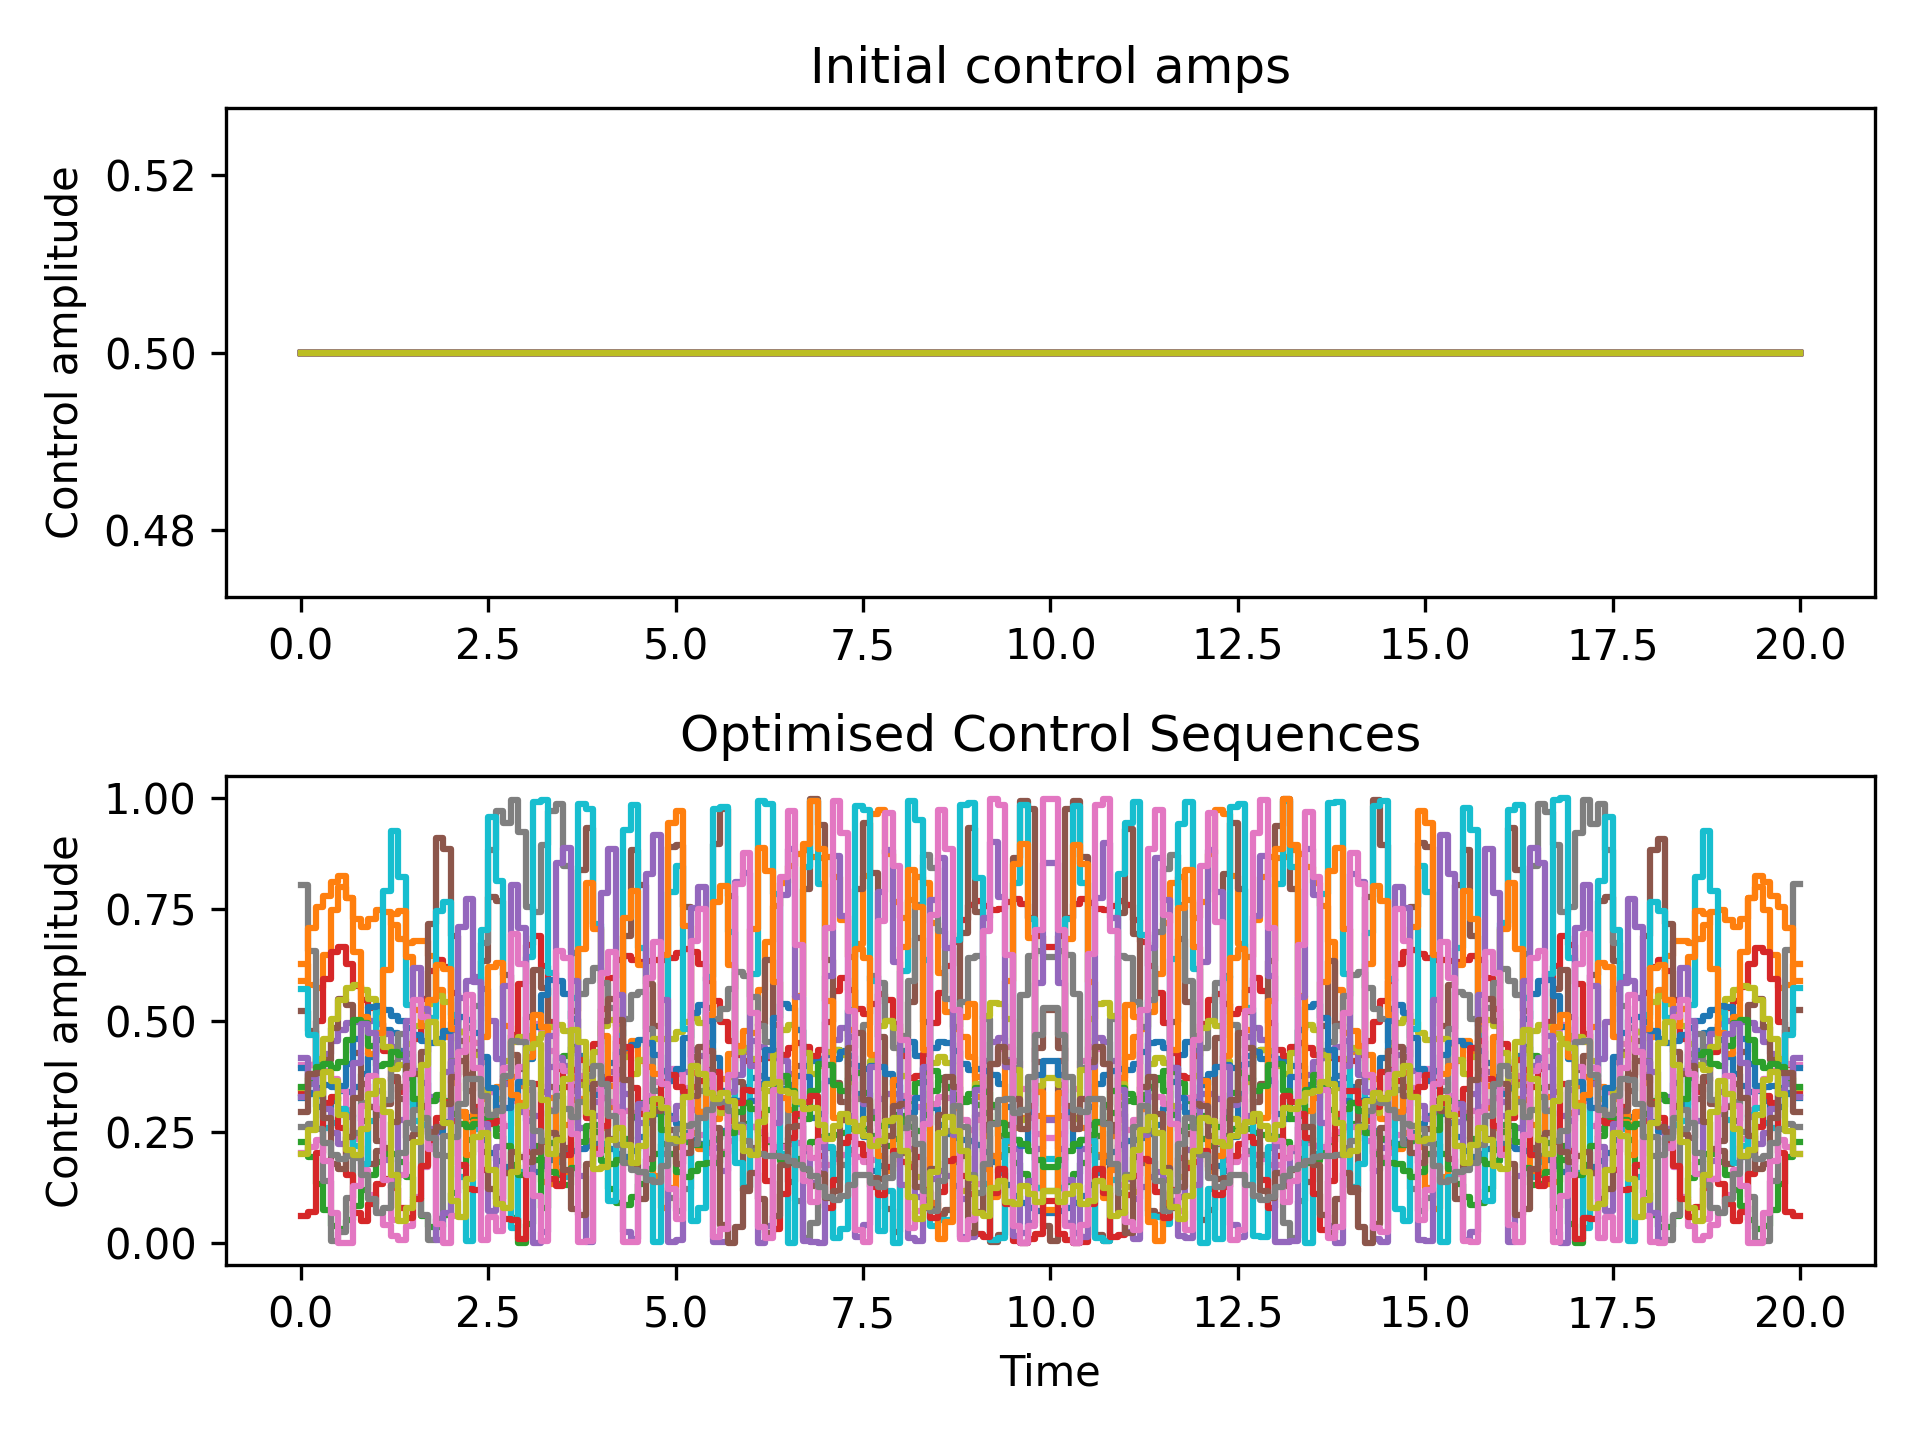 Initial control amps
Control amplitude
0.52
0.50
0.48
0.0 2.5 5.0 7.5 10.0 12.5 15.0 17.5 20.0
Optimised Control Sequences
Control amplitude
1.00
0.75
0.50
0.25
0.00
0.0 2.5 5.0 7.5 10.0 12.5 15.0 17.5 20.0
Time